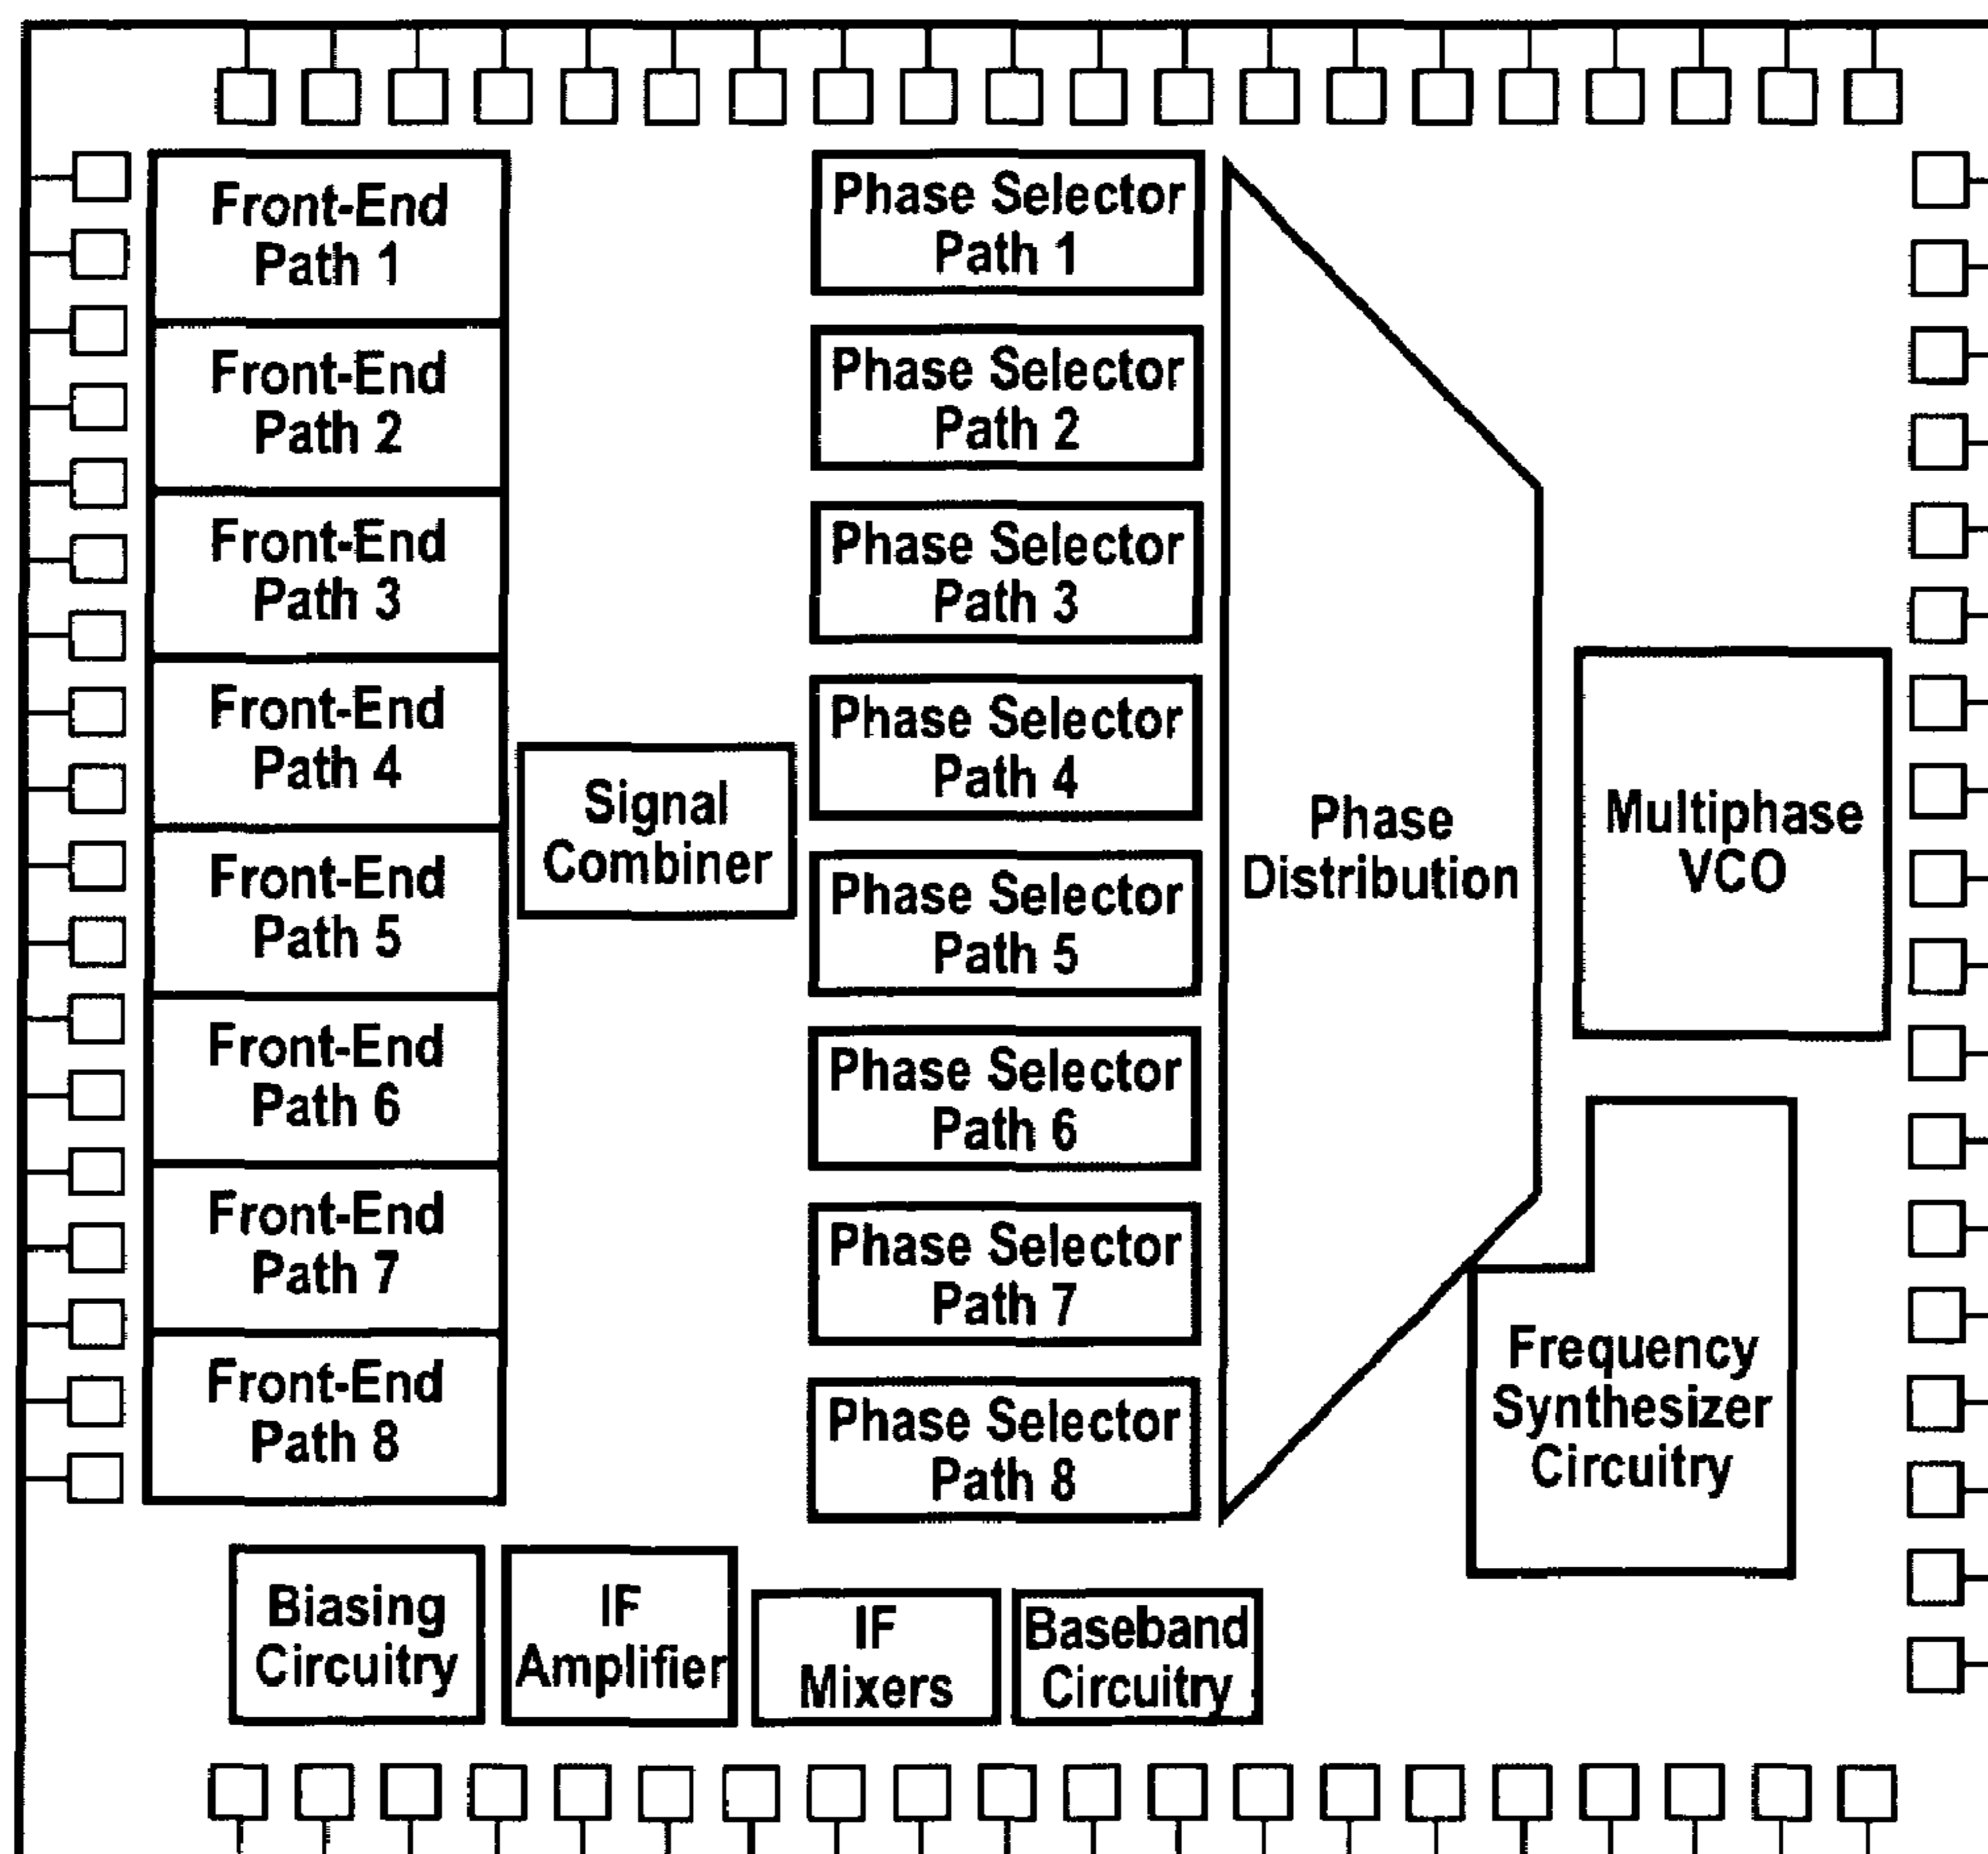 Front-End
Path 1
Front-End
Path 2
Front-End
Path 3
Front-End
Path 4
Front-End
Path 5
Front-End
Path 6
Front-End
Path 7
Front-End
Path 8
Signal
Combiner
Phase Selector
Path 1
Phase Selector
Path 2
Phase Selector
Path 3
Phase Selector
Path 4
Phase Selector
Path 5
Phase Selector
Path 6
Phase Selector
Path 7
Phase Selector
Path 8
Phase
Distribution
Multiphase
VCO
Frequency
Synthesizer
Circuitry
Biasing
Circuitry
IF
Amplifier
IF
Mixers
Baseband
Circuitry